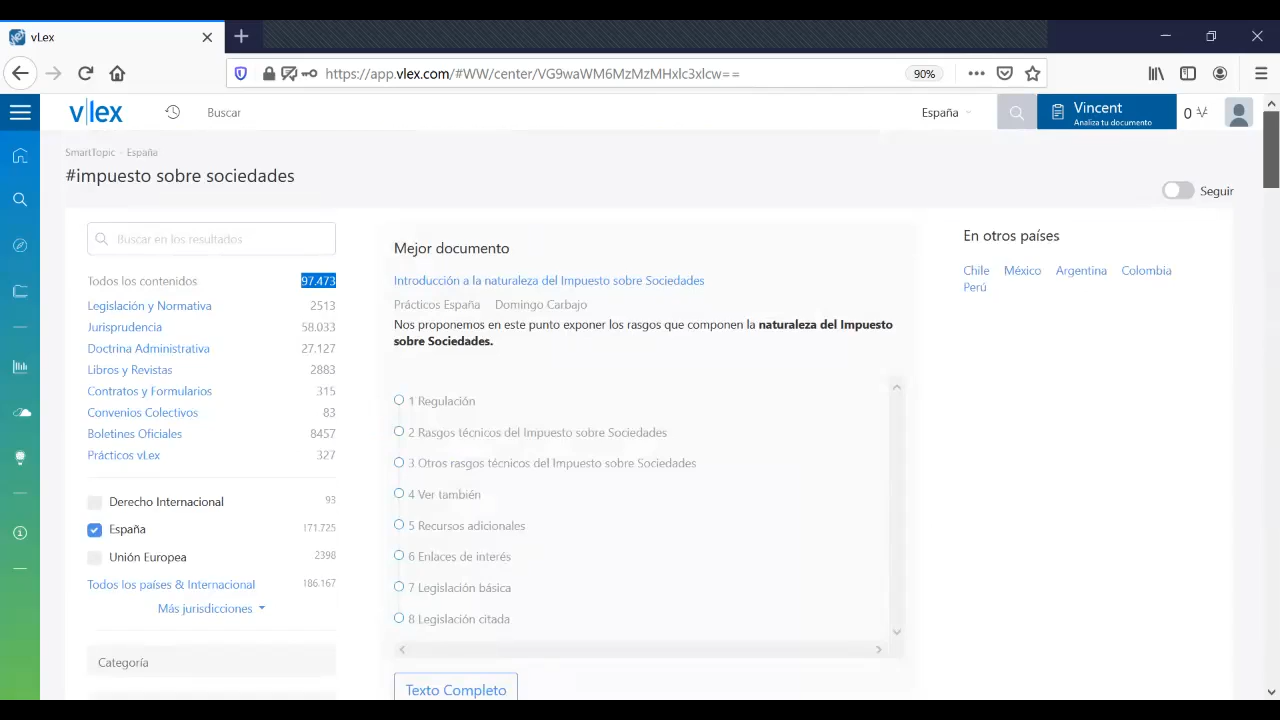 vLex
https://app.vlex.com/#WW/center/VG9waWM6MzMzMHxlc3xlcw==
90%
v|lex
Buscar
España
Vincent
Analiza tu documento
0
SmartTopic - España
#impuesto sobre sociedades
Seguir
Buscar en los resultados
Todos los contenidos 97.473
Legislación y Normativa 2513
Jurisprudencia 58.033
Doctrina Administrativa 27.127
Libros y Revistas 2883
Contratos y Formularios 315
Convenios Colectivos 83
Boletines Oficiales 8457
Prácticos vLex 327
Derecho Internacional 93
España 171.725
Unión Europea 2398
Todos los países & Internacional 186.167
Más jurisdicciones
Categoría
Mejor documento
Introducción a la naturaleza del Impuesto sobre Sociedades
Prácticos España Domingo Carbajo
Nos proponemos en este punto exponer los rasgos que componen la naturaleza del Impuesto
sobre Sociedades.
1 Regulación
2 Rasgos técnicos del Impuesto sobre Sociedades
3 Otros rasgos técnicos del Impuesto sobre Sociedades
4 Ver también
5 Recursos adicionales
6 Enlaces de interés
7 Legislación básica
8 Legislación citada
Texto Completo
En otros países
Chile México Argentina Colombia
Perú